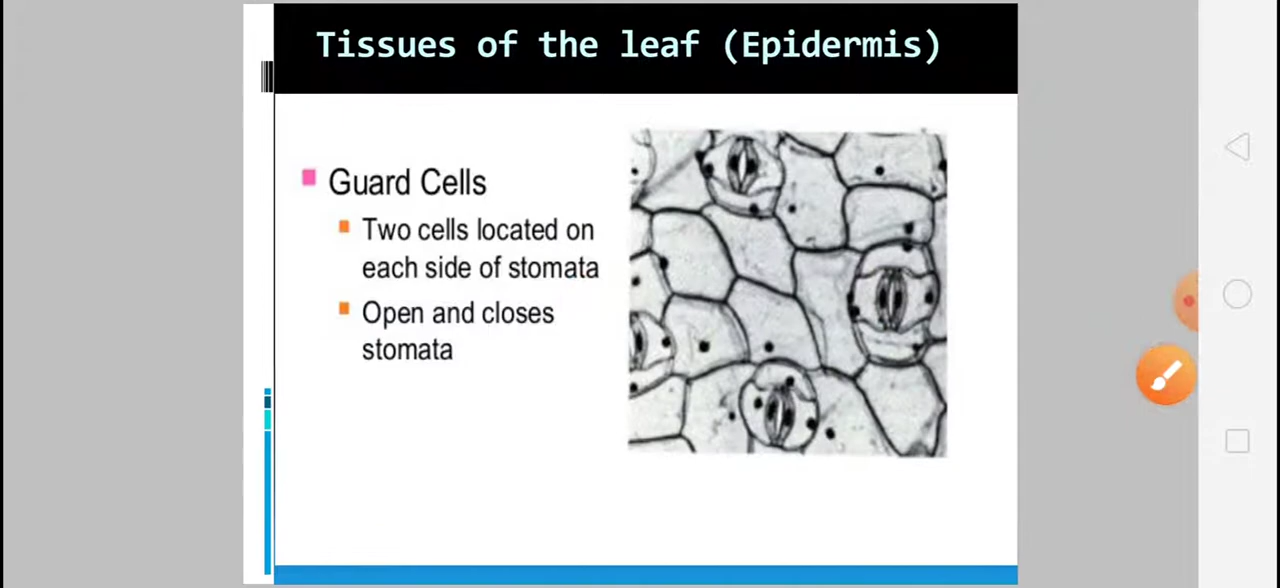 Tissues of the leaf (Epidermis)
Guard Cells
Two cells located on
each side of stomata
Open and closes
stomata